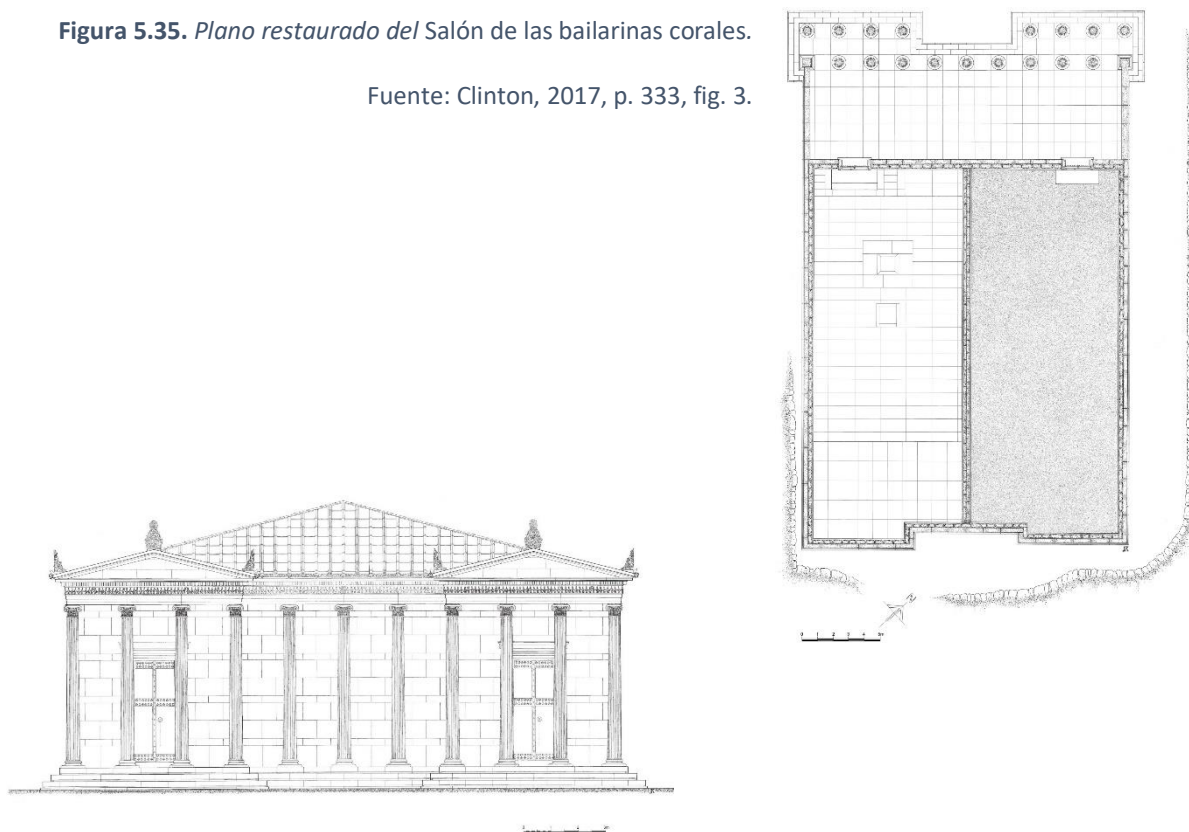 Figura 5.35. Plano restaurado del Salón de las bailarinas corales.
Fuente: Clinton, 2017, p. 333, fig. 3.